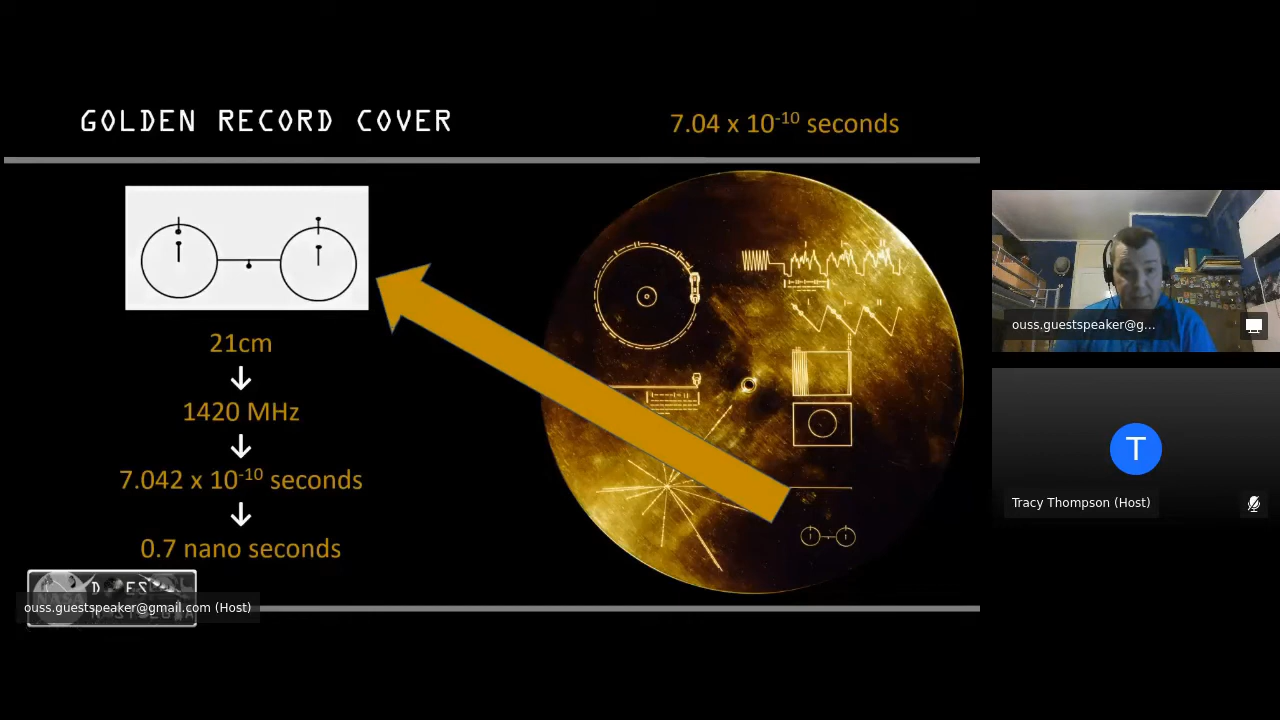 GOLDEN RECORD COVER
7.04 x 10⁻¹⁰ seconds
21cm
↓
1420 MHz
↓
7.042 x 10⁻¹⁰ seconds
↓
0.7 nano seconds
ouss.guestspeaker@gmail.com (Host)
ouss.guestspeaker@g...
T
Tracy Thompson (Host)